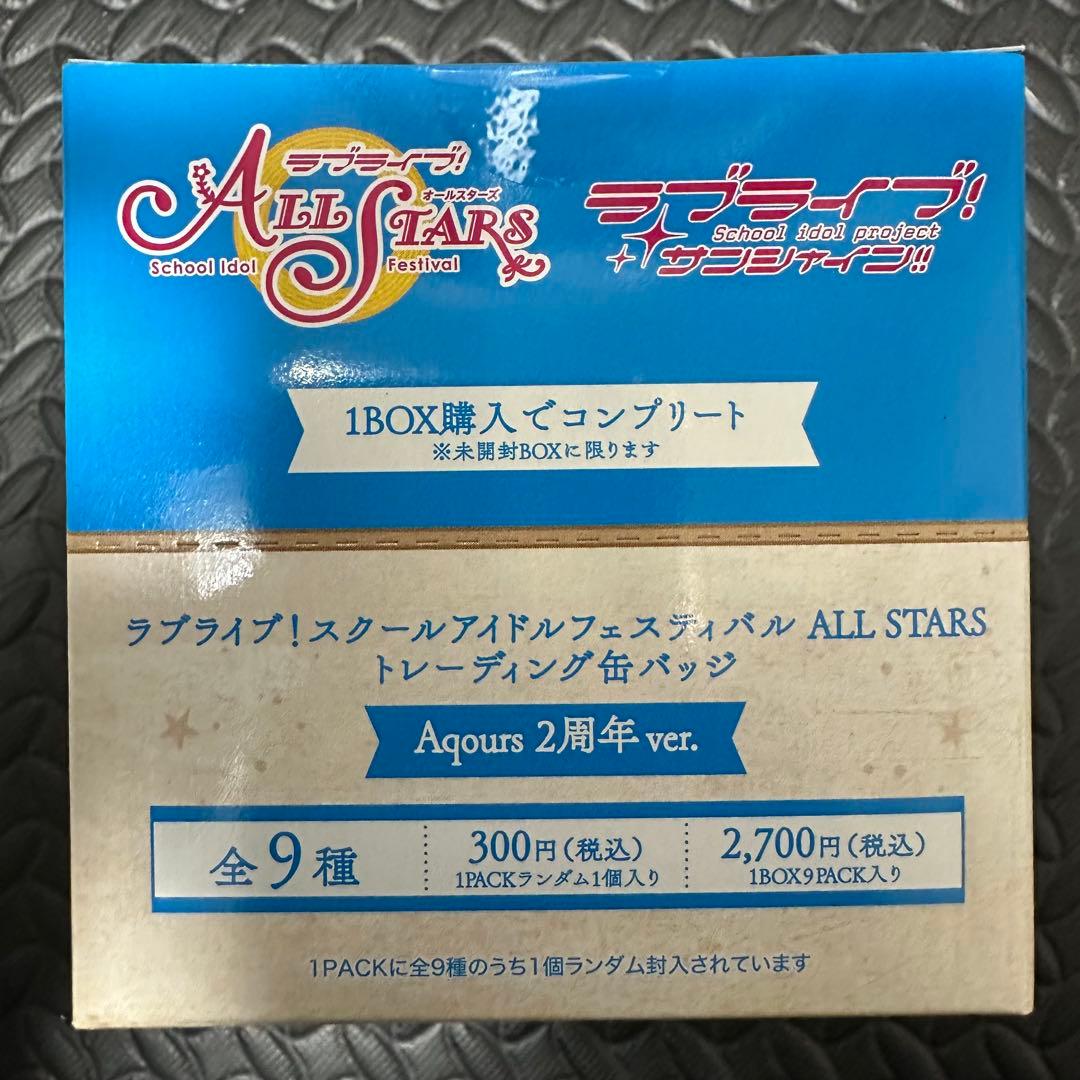 ラブライブ!
ALL STARS
オールスターズ
School Idol Festival
ラブライブ!
School idol project
サンシャイン!!
1BOX購入でコンプリート
※未開封BOXに限ります
ラブライブ!スクールアイドルフェスティバル ALL STARS
トレーディング缶バッジ
Aqours 2周年 ver.
全9種
300円(税込)
1PACKランダム1個入り
2,700円(税込)
1BOX9PACK入り
1PACKに全9種のうち1個ランダム封入されています